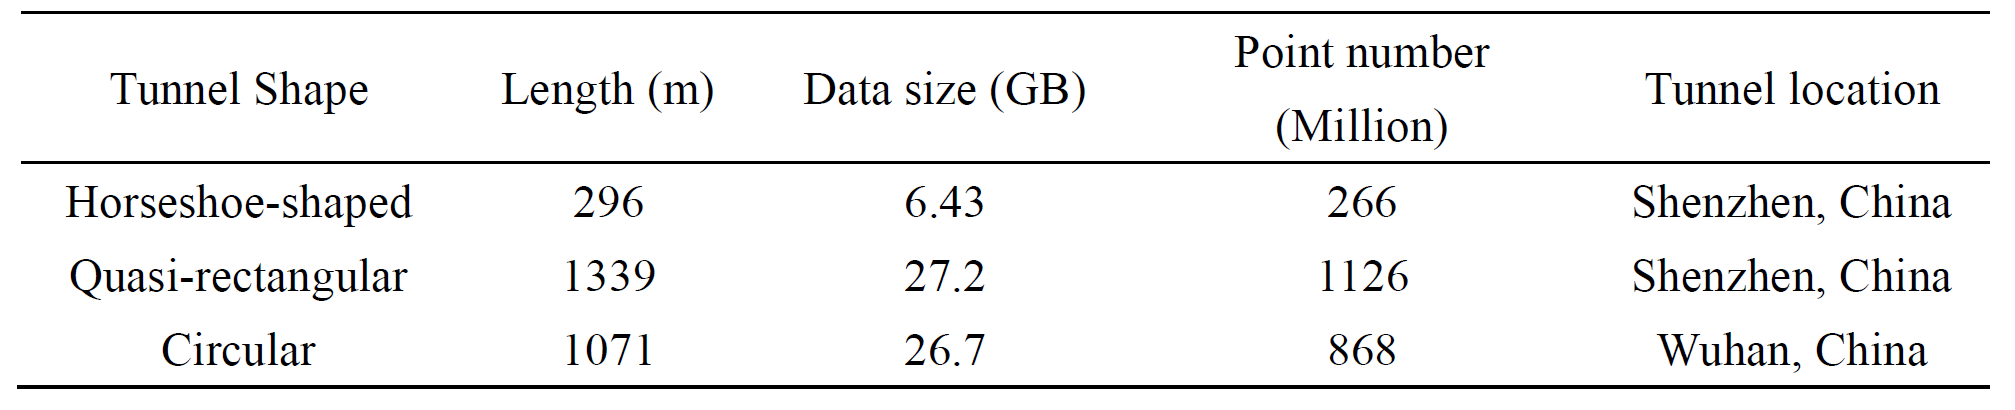 Tunnel Shape Length (m) Data size (GB) Point number (Million) Tunnel location
Horseshoe-shaped 296 6.43 266 Shenzhen, China
Quasi-rectangular 1339 27.2 1126 Shenzhen, China
Circular 1071 26.7 868 Wuhan, China